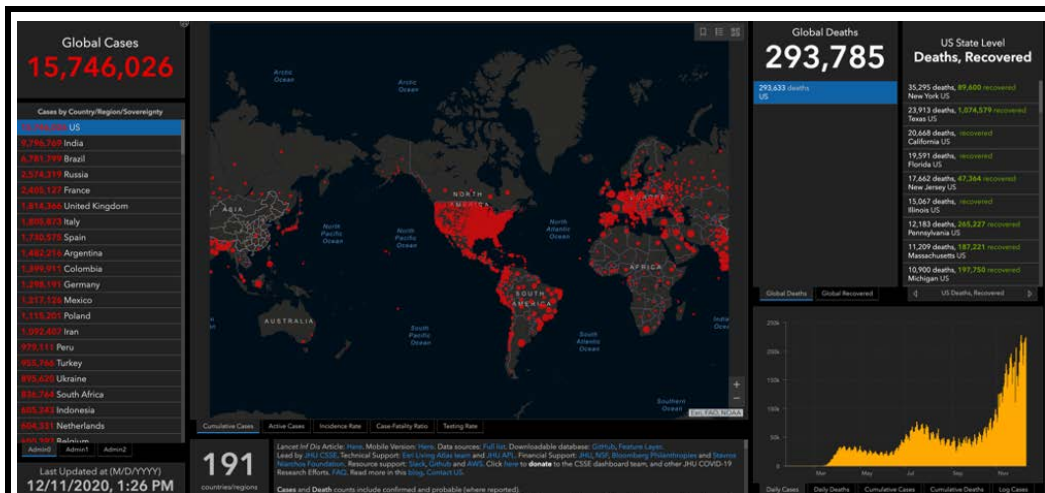 Global Cases
15,746,026
Cases by Country/Region/Sovereignty
US
9,796,769 India
6,781,799 Brazil
2,574,319 Russia
2,405,127 France
1,814,366 United Kingdom
1,805,873 Italy
1,730,575 Spain
1,482,216 Argentina
1,399,911 Colombia
1,298,191 Germany
1,217,126 Mexico
1,115,201 Poland
1,092,407 Iran
979,111 Peru
955,766 Turkey
895,620 Ukraine
836,764 South Africa
605,243 Indonesia
604,381 Netherlands
Belgium
Admin0
Admin1
Admin2
Last Updated at (M/D/YYYY)
12/11/2020, 1:26 PM
Arctic
Ocean
Arctic
Ocean
NORTH
AMERICA
EUROPE
ASIA
North
Pacific
Ocean
North
Pacific
Ocean
North
Atlantic
Ocean
AFRICA
SOUTH
AMERICA
AUSTRALIA
India
Ocea
South
Pacific
Ocean
South
Atlantic
Ocean
Southern
Ocean
+
−
Esri, FAO, NOAA
Cumulative Cases
Active Cases
Incidence Rate
Case-Fatality Ratio
Testing Rate
191
countries/regions
Lancet Inf Dis Article: Here. Mobile Version: Here. Data sources: Full list. Downloadable database: GitHub, Feature Layer.
Lead by JHU CSSE. Technical Support: Esri Living Atlas team and JHU APL. Financial Support: JHU, NSF, Bloomberg Philanthropies and Stavros
Niarchos Foundation. Resource support: Slack, Github and AWS. Click here to donate to the CSSE dashboard team, and other JHU COVID-19
Research Efforts. FAQ. Read more in this blog. Contact US.
Cases and Death counts include confirmed and probable (where reported).
Global Deaths
293,785
293,633 deaths
US
Global Deaths
Global Recovered
US State Level
Deaths, Recovered
35,295 deaths, 89,600 recovered
New York US
23,913 deaths, 1,074,579 recovered
Texas US
20,668 deaths, recovered
California US
19,591 deaths, recovered
Florida US
17,662 deaths, 47,364 recovered
New Jersey US
15,067 deaths, recovered
Illinois US
12,183 deaths, 265,227 recovered
Pennsylvania US
11,209 deaths, 187,221 recovered
Massachusetts US
10,900 deaths, 197,750 recovered
Michigan US
US Deaths, Recovered
250k
200k
150k
100k
50k
0
Mar
May
Jul
Sep
Nov
Daily Cases
Daily Deaths
Cumulative Cases
Cumulative Deaths
Log Cases